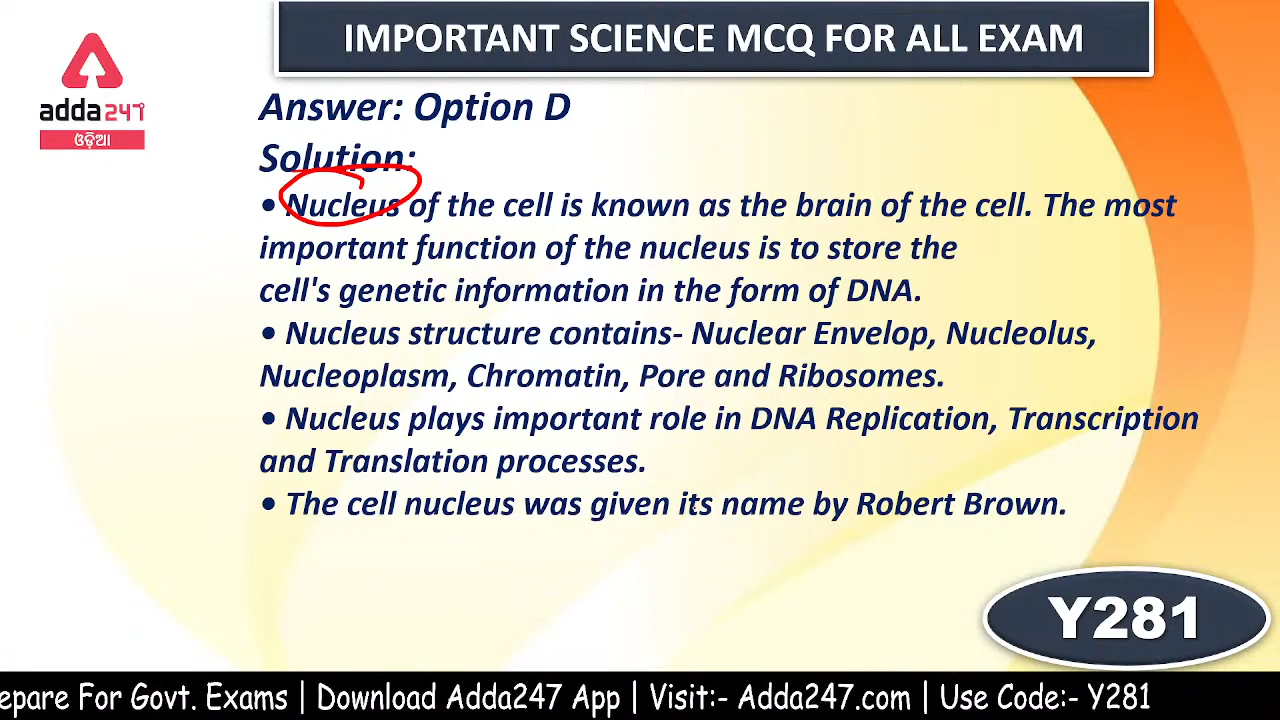 IMPORTANT SCIENCE MCQ FOR ALL EXAM
adda247
ଓଡ଼ିଆ
Answer: Option D
Solution:
• Nucleus of the cell is known as the brain of the cell. The most
important function of the nucleus is to store the
cell's genetic information in the form of DNA.
• Nucleus structure contains- Nuclear Envelop, Nucleolus,
Nucleoplasm, Chromatin, Pore and Ribosomes.
• Nucleus plays important role in DNA Replication, Transcription
and Translation processes.
• The cell nucleus was given its name by Robert Brown.
Y281
epare For Govt. Exams | Download Adda247 App | Visit:- Adda247.com | Use Code:- Y281